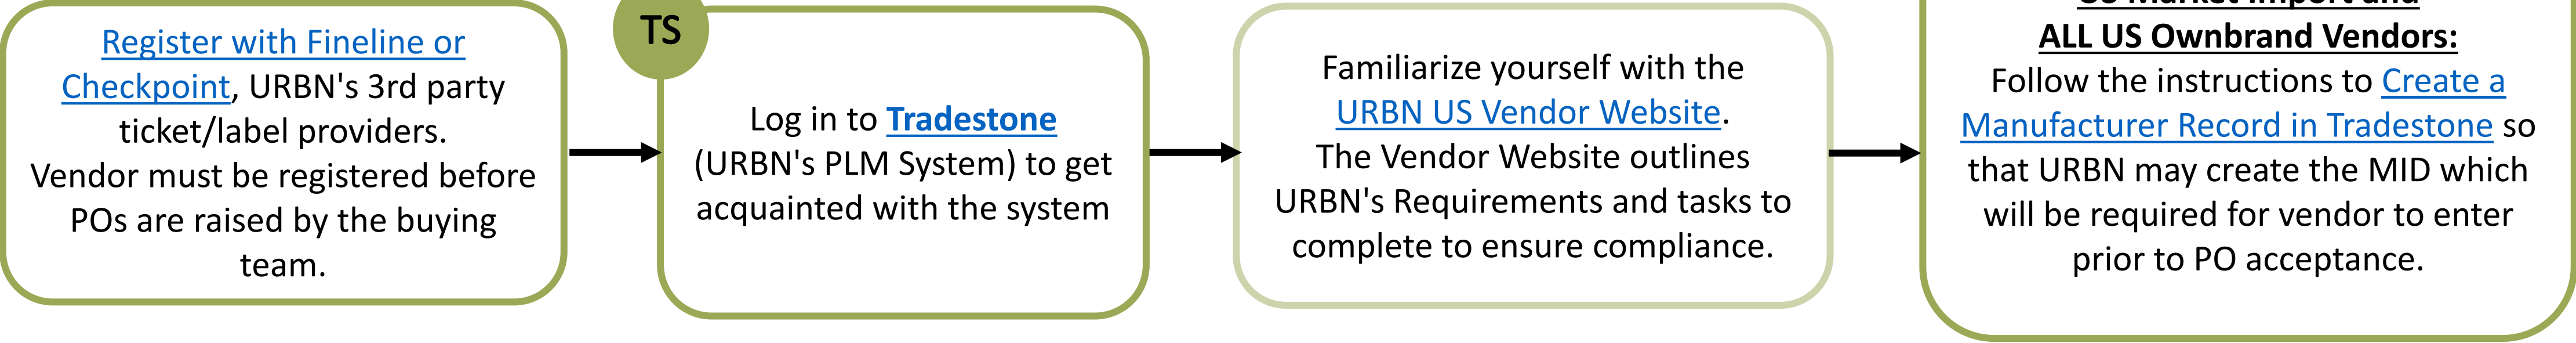 Register with Fineline or
Checkpoint, URBN's 3rd party
ticket/label providers.
Vendor must be registered before
POs are raised by the buying
team.
TS
Log in to Tradestone
(URBN's PLM System) to get
acquainted with the system
Familiarize yourself with the
URBN US Vendor Website.
The Vendor Website outlines
URBN's Requirements and tasks to
complete to ensure compliance.
US Market Import and
ALL US Ownbrand Vendors:
Follow the instructions to Create a
Manufacturer Record in Tradestone so
that URBN may create the MID which
will be required for vendor to enter
prior to PO acceptance.